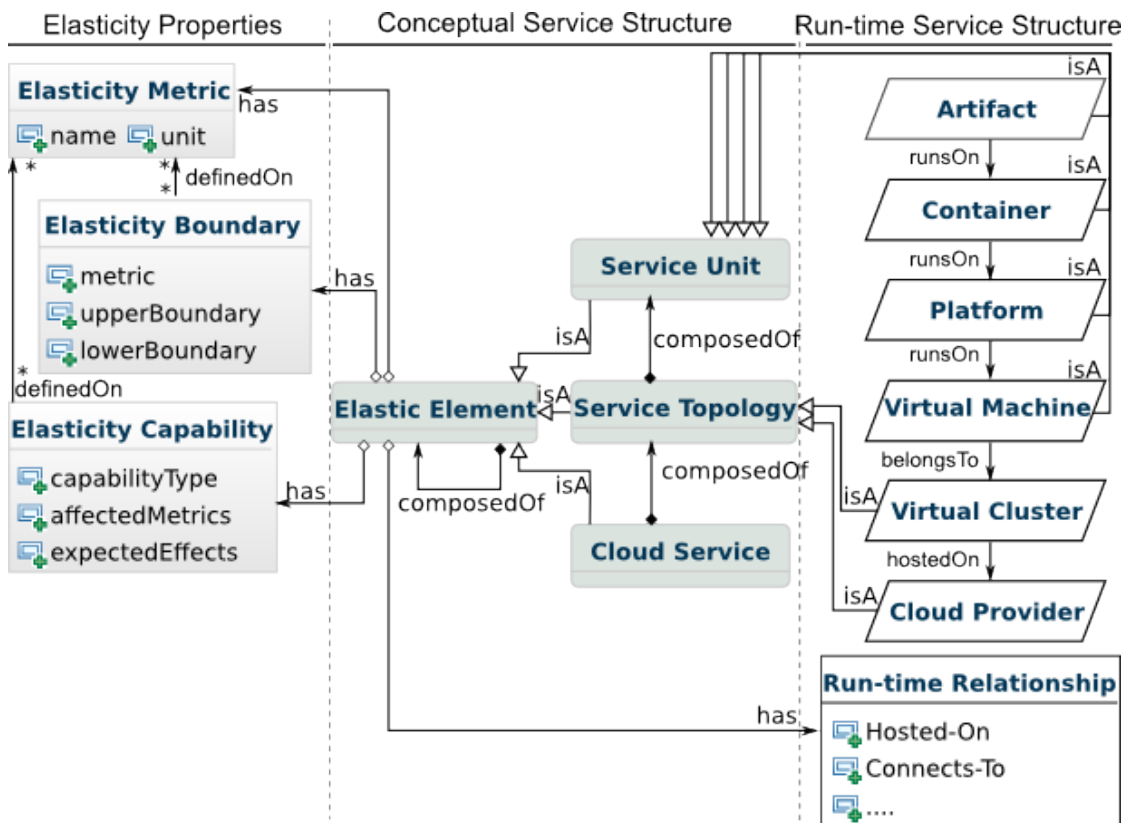 Elasticity Properties
Conceptual Service Structure
Run-time Service Structure
Elasticity Metric
name
unit
has
*
*
*
definedOn
Elasticity Boundary
metric
upperBoundary
lowerBoundary
has
*
definedOn
Elasticity Capability
capabilityType
affectedMetrics
expectedEffects
has
Service Unit
isA
composedOf
Elastic Element
isA
Service Topology
composedOf
isA
composedOf
Cloud Service
has
isA
Artifact
runsOn
isA
Container
runsOn
isA
Platform
runsOn
isA
Virtual Machine
belongsTo
isA
Virtual Cluster
hostedOn
isA
Cloud Provider
Run-time Relationship
Hosted-On
Connects-To
....